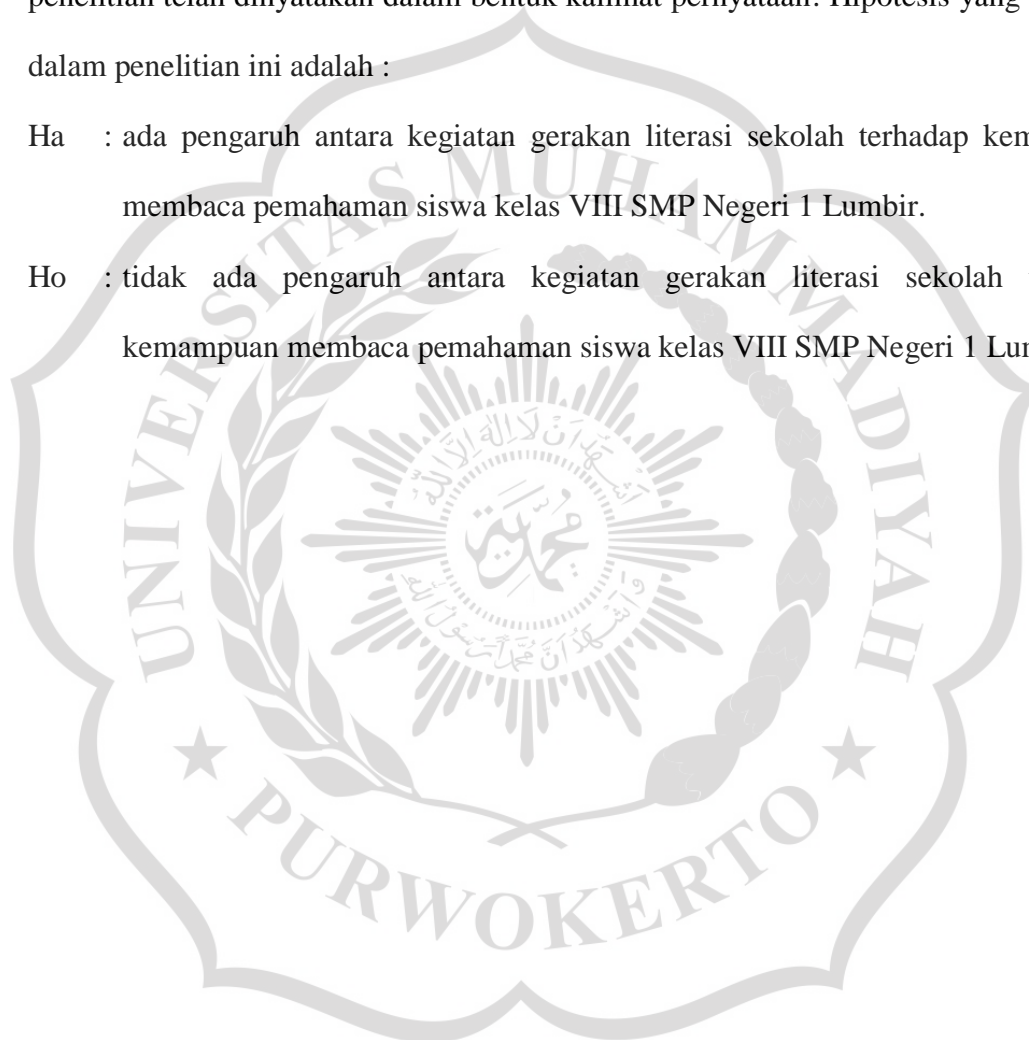 penelitian telah dinyatakan dalam bentuk kalimat pernyataan. Hipotesis yang
dalam penelitian ini adalah :
Ha : ada pengaruh antara kegiatan gerakan literasi sekolah terhadap kem
membaca pemahaman siswa kelas VIII SMP Negeri 1 Lumbir.
Ho : tidak ada pengaruh antara kegiatan gerakan literasi sekolah
kemampuan membaca pemahaman siswa kelas VIII SMP Negeri 1 Lu
UNIVERSITAS MUHAMMADIYAH
PURWOKERTO